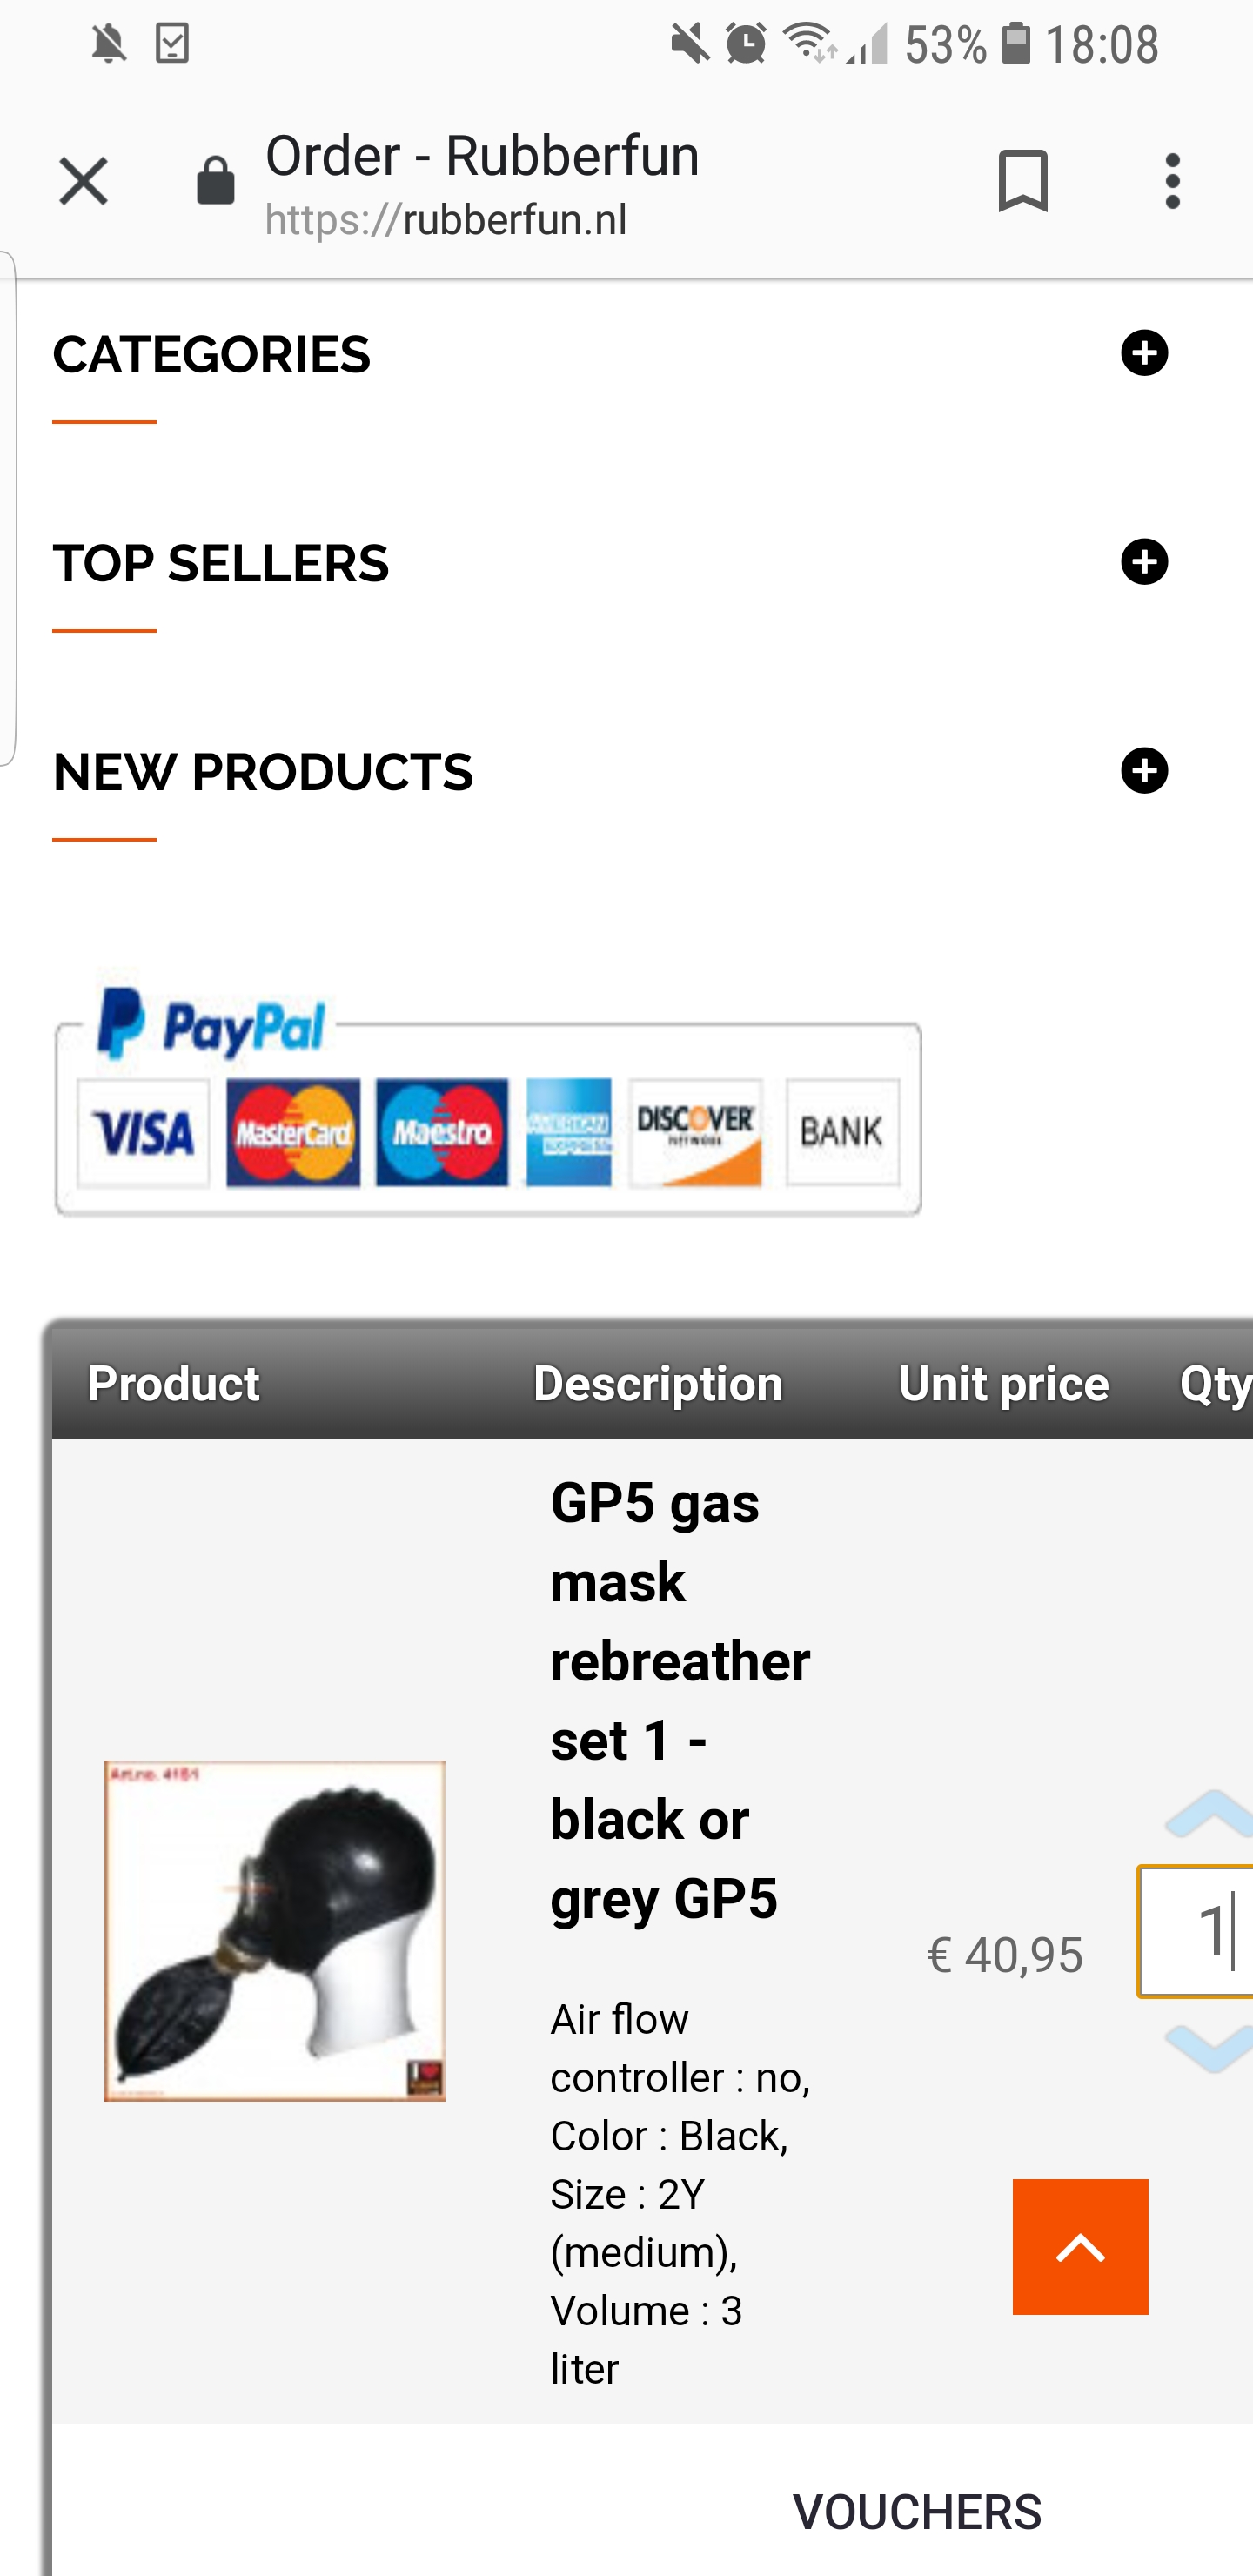 53% 18:08
Order - Rubberfun
https://rubberfun.nl
CATEGORIES
TOP SELLERS
NEW PRODUCTS
PayPal
VISA MasterCard Maestro AMERICAN EXPRESS DISCOVER NETWORK BANK
Product Description Unit price Qty
GP5 gas
mask
rebreather
set 1 -
black or
grey GP5
Art.no. 4151
€ 40,95
1
Air flow
controller : no,
Color : Black,
Size : 2Y
(medium),
Volume : 3
liter
VOUCHERS